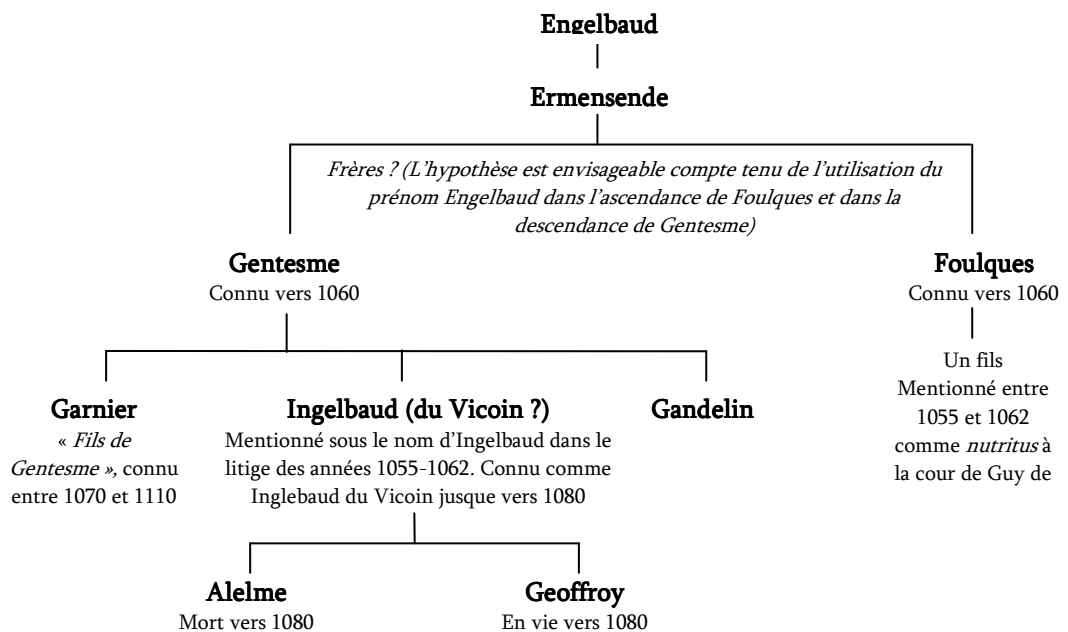 Engelbaud
Ermensende
Frères ? (L'hypothèse est envisageable compte tenu de l'utilisation du
prénom Engelbaud dans l'ascendance de Foulques et dans la
descendance de Gentesme)
Gentesme
Connu vers 1060
Foulques
Connu vers 1060
Garnier
« Fils de
Gentesme », connu
entre 1070 et 1110
Ingelbaud (du Vicoin ?)
Mentionné sous le nom d'Ingelbaud dans le
litige des années 1055-1062. Connu comme
Inglebaud du Vicoin jusque vers 1080
Gandelin
Un fils
Mentionné entre
1055 et 1062
comme nutritus à
la cour de Guy de
Alelme
Mort vers 1080
Geoffroy
En vie vers 1080